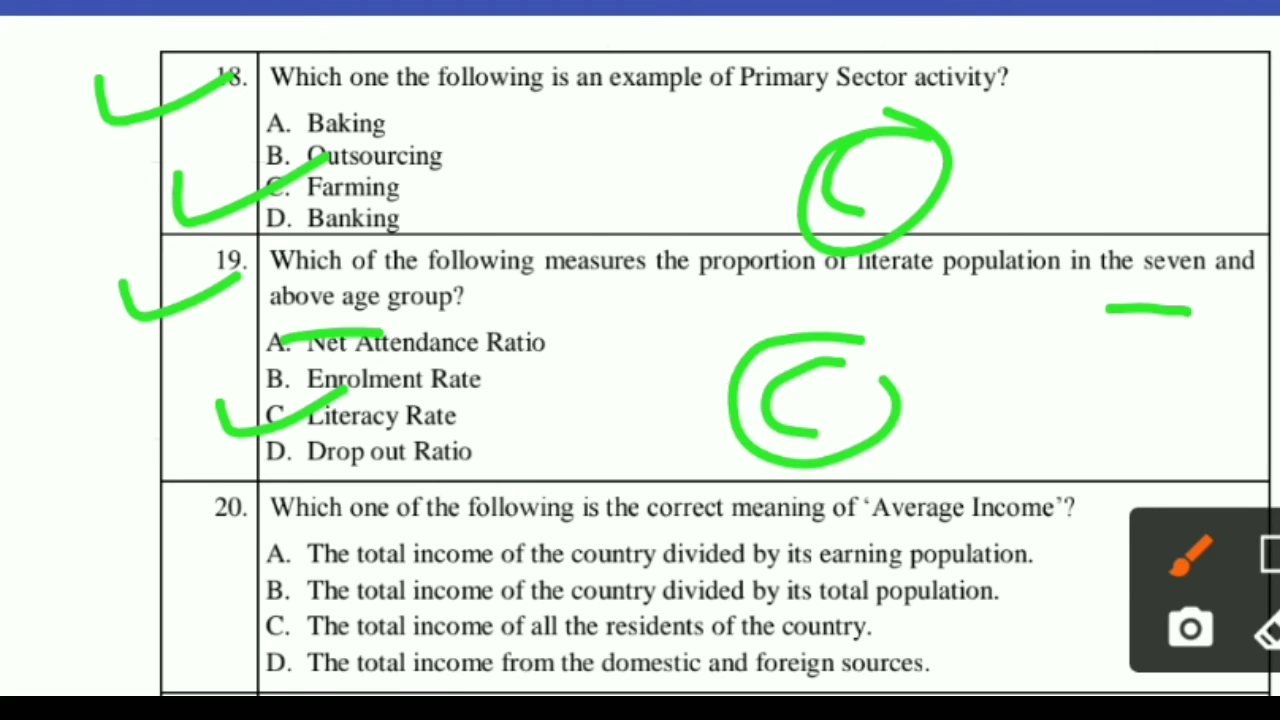 18. Which one the following is an example of Primary Sector activity?
A. Baking
B. Outsourcing
C. Farming
D. Banking
C
19. Which of the following measures the proportion of literate population in the seven and
above age group?
A. Net Attendance Ratio
B. Enrolment Rate
C. Literacy Rate
D. Drop out Ratio
C
20. Which one of the following is the correct meaning of ‘Average Income’?
A. The total income of the country divided by its earning population.
B. The total income of the country divided by its total population.
C. The total income of all the residents of the country.
D. The total income from the domestic and foreign sources.